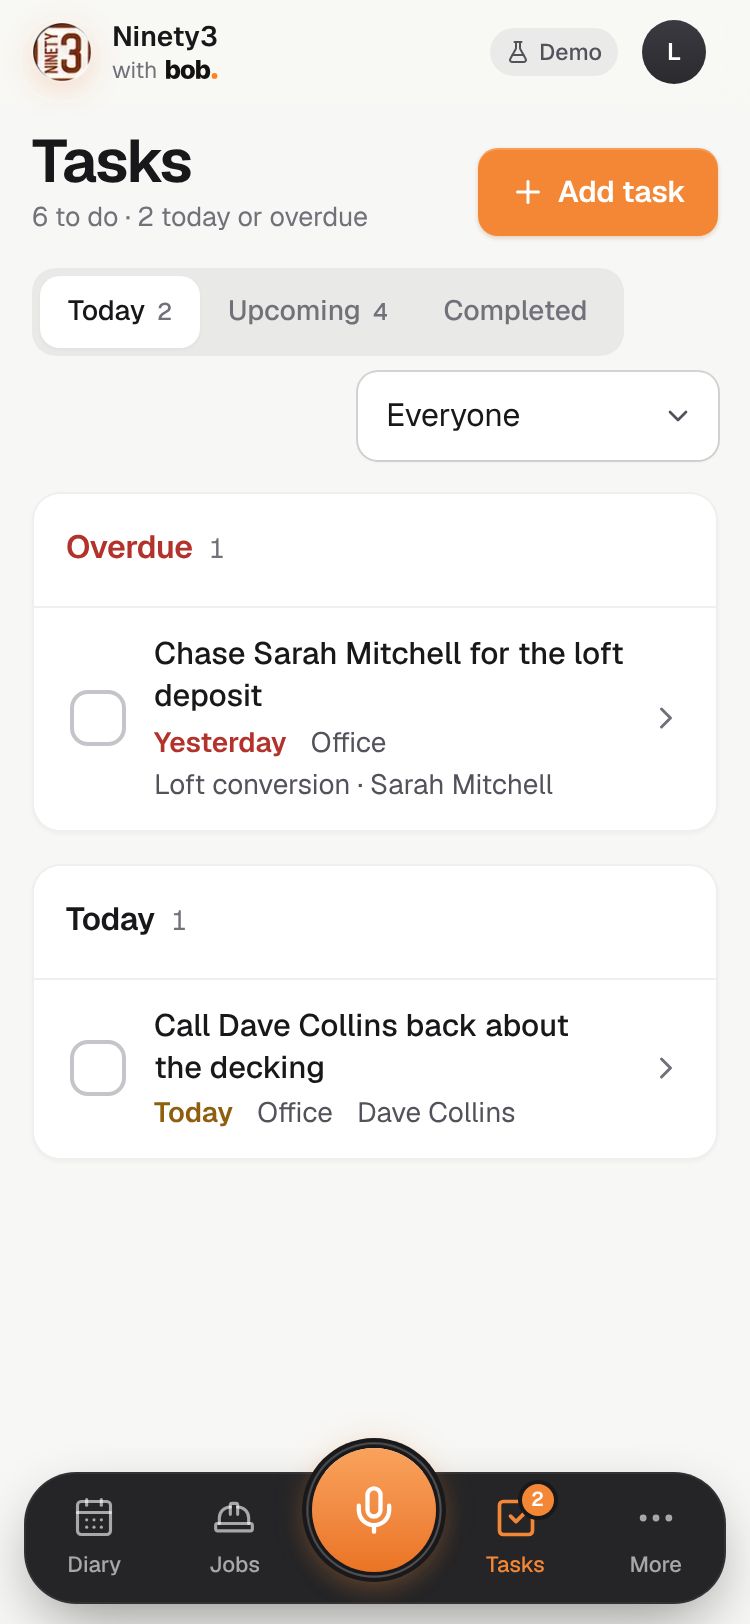 NINETY 3
Ninety3
with bob.
Demo
L
Tasks
6 to do · 2 today or overdue
+ Add task
Today 2
Upcoming 4
Completed
Everyone
Overdue 1
Chase Sarah Mitchell for the loft
deposit
Yesterday Office
Loft conversion · Sarah Mitchell
Today 1
Call Dave Collins back about
the decking
Today Office Dave Collins
2
Diary
Jobs
Tasks
More